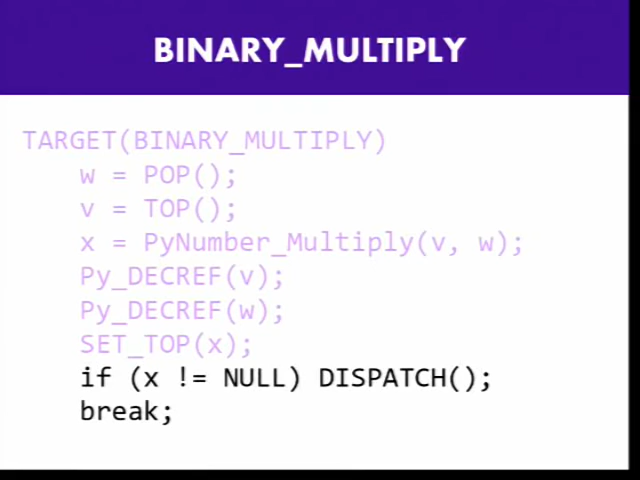 BINARY_MULTIPLY
TARGET(BINARY_MULTIPLY)
w = POP();
v = TOP();
x = PyNumber_Multiply(v, w);
Py_DECREF(v);
Py_DECREF(w);
SET_TOP(x);
if (x != NULL) DISPATCH();
break;